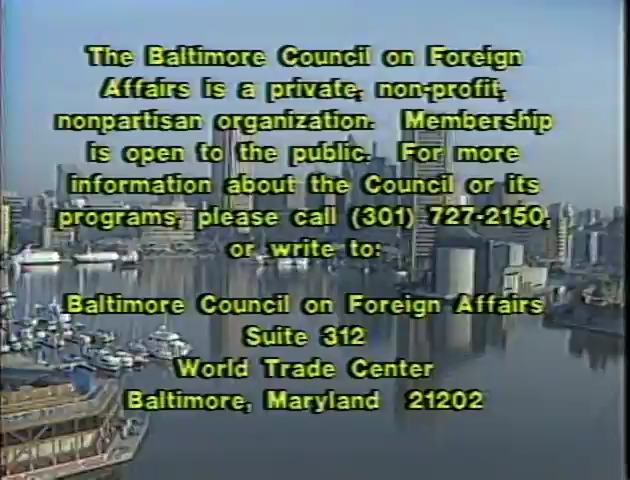 The Baltimore Council on Foreign
Affairs is a private, non-profit,
nonpartisan organization. Membership
is open to the public. For more
information about the Council or its
programs, please call (301) 727-2150,
or write to:
Baltimore Council on Foreign Affairs
Suite 312
World Trade Center
Baltimore, Maryland 21202